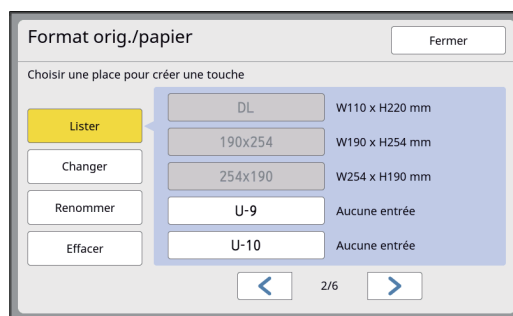 Format orig./papier
Fermer
Choisir une place pour créer une touche
Lister
Changer
Renommer
Effacer
DL W110 x H220 mm
190x254 W190 x H254 mm
254x190 W254 x H190 mm
U-9 Aucune entrée
U-10 Aucune entrée
2/6